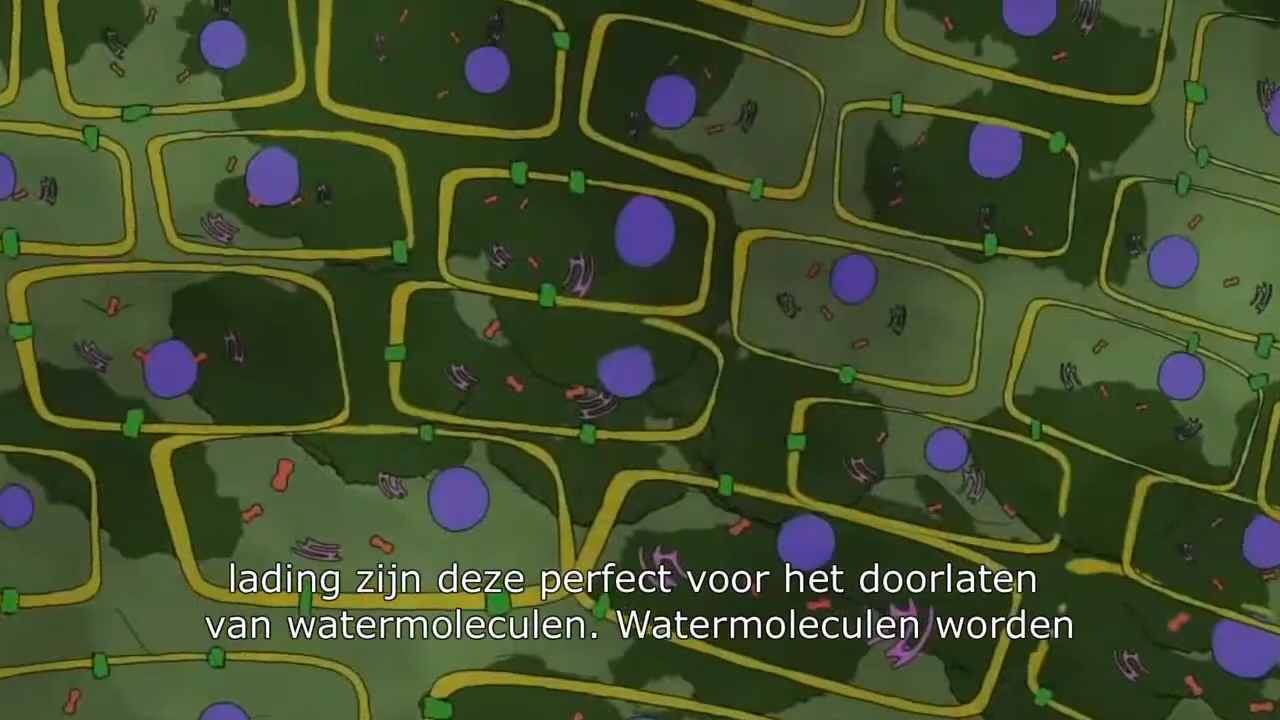 lading zijn deze perfect voor het doorlaten
van watermoleculen. Watermoleculen worden